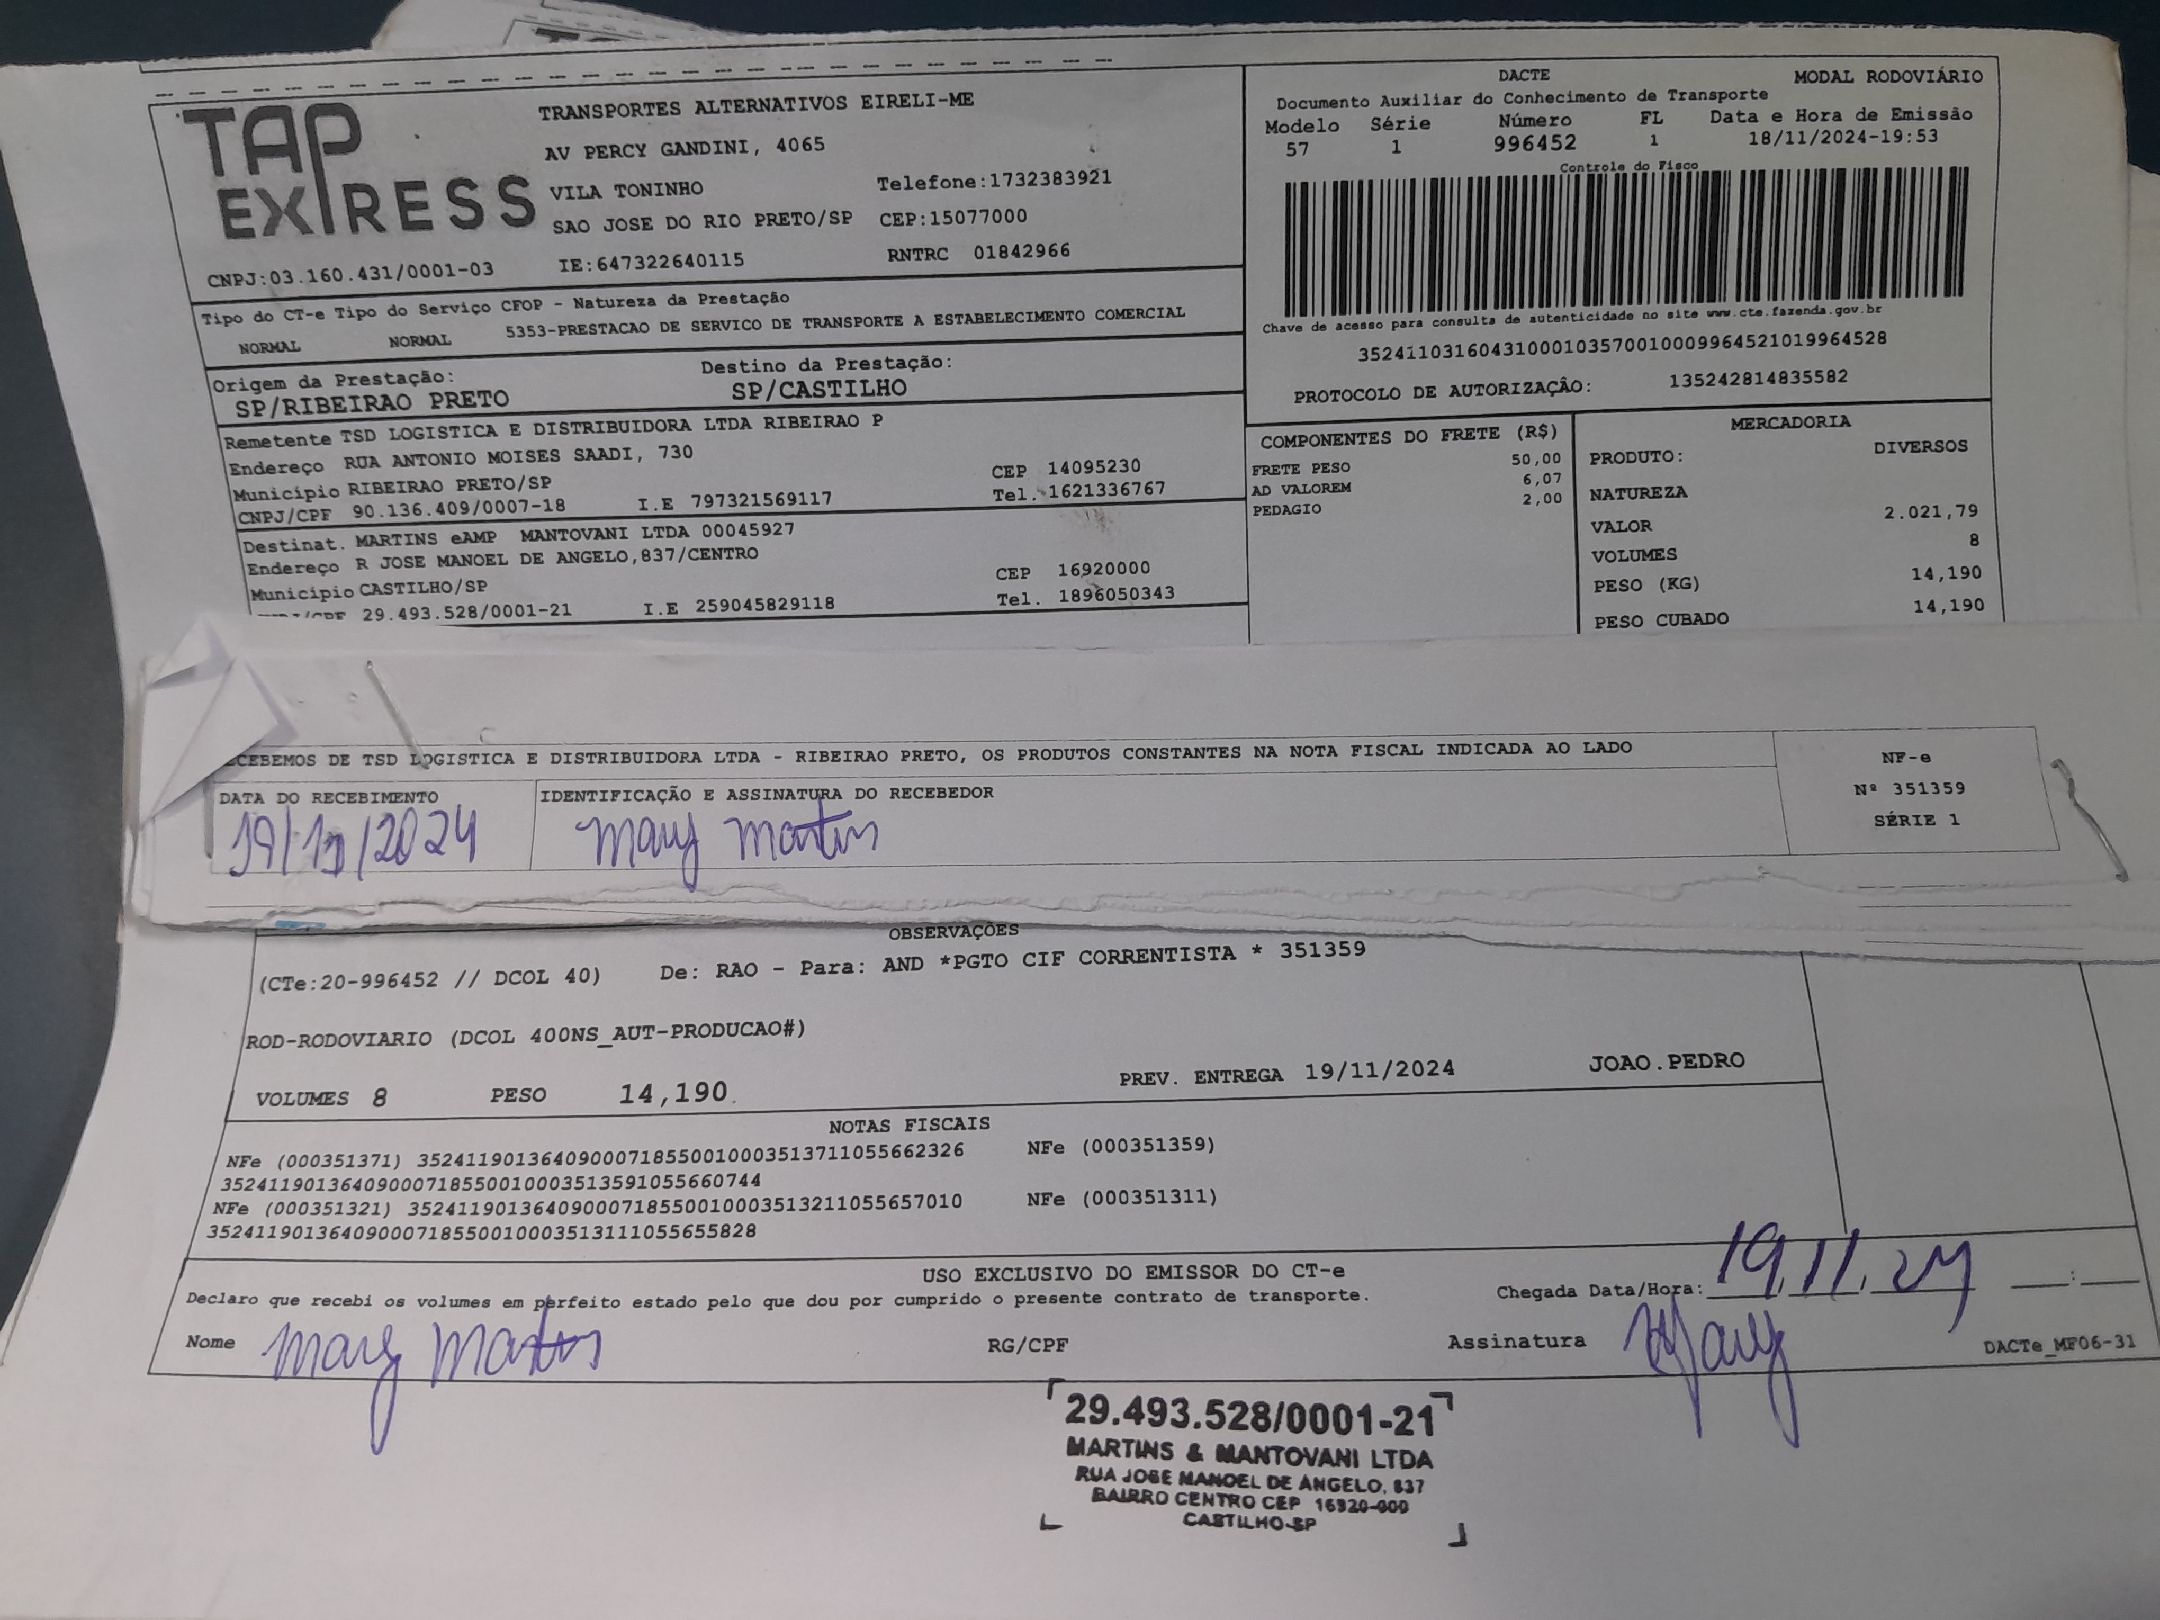 TAP EXPRESS
TRANSPORTES ALTERNATIVOS EIRELI-ME
AV PERCY GANDINI, 4065
VILA TONINHO Telefone:1732383921
SAO JOSE DO RIO PRETO/SP CEP:15077000
CNPJ:03.160.431/0001-03 IE:647322640115 RNTRC 01842966
DACTE MODAL RODOVIÁRIO
Documento Auxiliar do Conhecimento de Transporte
Modelo Série Número FL Data e Hora de Emissão
57 1 996452 1 18/11/2024-19:53
Controle do Fisco
Chave de acesso para consulta de autenticidade no site www.cte.fazenda.gov.br
35241103160431000103570010009964521019964528
PROTOCOLO DE AUTORIZAÇÃO: 135242814835582
Tipo do CT-e Tipo do Serviço CFOP - Natureza da Prestação
NORMAL NORMAL 5353-PRESTACAO DE SERVICO DE TRANSPORTE A ESTABELECIMENTO COMERCIAL
Origem da Prestação: Destino da Prestação:
SP/RIBEIRAO PRETO SP/CASTILHO
Remetente TSD LOGISTICA E DISTRIBUIDORA LTDA RIBEIRAO P
Endereço RUA ANTONIO MOISES SAADI, 730
Município RIBEIRAO PRETO/SP CEP 14095230
CNPJ/CPF 90.136.409/0007-18 I.E 797321569117 Tel. 1621336767
Destinat. MARTINS eAMP MANTOVANI LTDA 00045927
Endereço R JOSE MANOEL DE ANGELO,837/CENTRO
Município CASTILHO/SP CEP 16920000
29.493.528/0001-21 I.E 259045829118 Tel. 1896050343
COMPONENTES DO FRETE (R$)
FRETE PESO 50,00
AD VALOREM 6,07
PEDAGIO 2,00
MERCADORIA
PRODUTO: DIVERSOS
NATUREZA
VALOR 2.021,79
VOLUMES 8
PESO (KG) 14,190
PESO CUBADO 14,190
CEBEMOS DE TSD LOGISTICA E DISTRIBUIDORA LTDA - RIBEIRAO PRETO, OS PRODUTOS CONSTANTES NA NOTA FISCAL INDICADA AO LADO
DATA DO RECEBIMENTO IDENTIFICAÇÃO E ASSINATURA DO RECEBEDOR
19/11/2024 Mary Martins
NF-e
Nº 351359
SÉRIE 1
OBSERVAÇÕES
(CTe:20-996452 // DCOL 40) De: RAO - Para: AND *PGTO CIF CORRENTISTA * 351359
ROD-RODOVIARIO (DCOL 400NS_AUT-PRODUCAO#)
VOLUMES 8 PESO 14,190 PREV. ENTREGA 19/11/2024 JOAO.PEDRO
NOTAS FISCAIS
NFe (000351371) 35241190136409000718550010003513711055662326 NFe (000351359)
35241190136409000718550010003513591055660744
NFe (000351321) 35241190136409000718550010003513211055657010 NFe (000351311)
35241190136409000718550010003513111055655828
USO EXCLUSIVO DO EMISSOR DO CT-e
Declaro que recebi os volumes em perfeito estado pelo que dou por cumprido o presente contrato de transporte. Chegada Data/Hora: 19.11.24 :
Nome Mary Martins RG/CPF Assinatura Mary DACTe_MF06-31
29.493.528/0001-21
MARTINS & MANTOVANI LTDA
RUA JOSE MANOEL DE ANGELO, 837
BAIRRO CENTRO CEP 16920-000
CASTILHO-SP